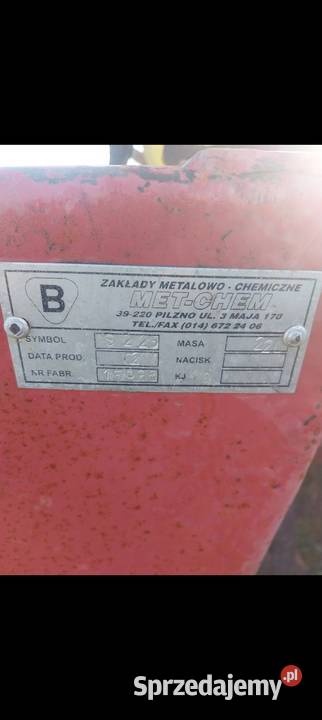 B
ZAKŁADY METALOWO - CHEMICZNE
MET-CHEM
39-220 PILZNO UL. 3 MAJA 170
TEL./FAX (014) 672 24 06
SYMBOL MASA
DATA PROD. NACISK
NR FABR. KJ
Sprzedajemy.pl